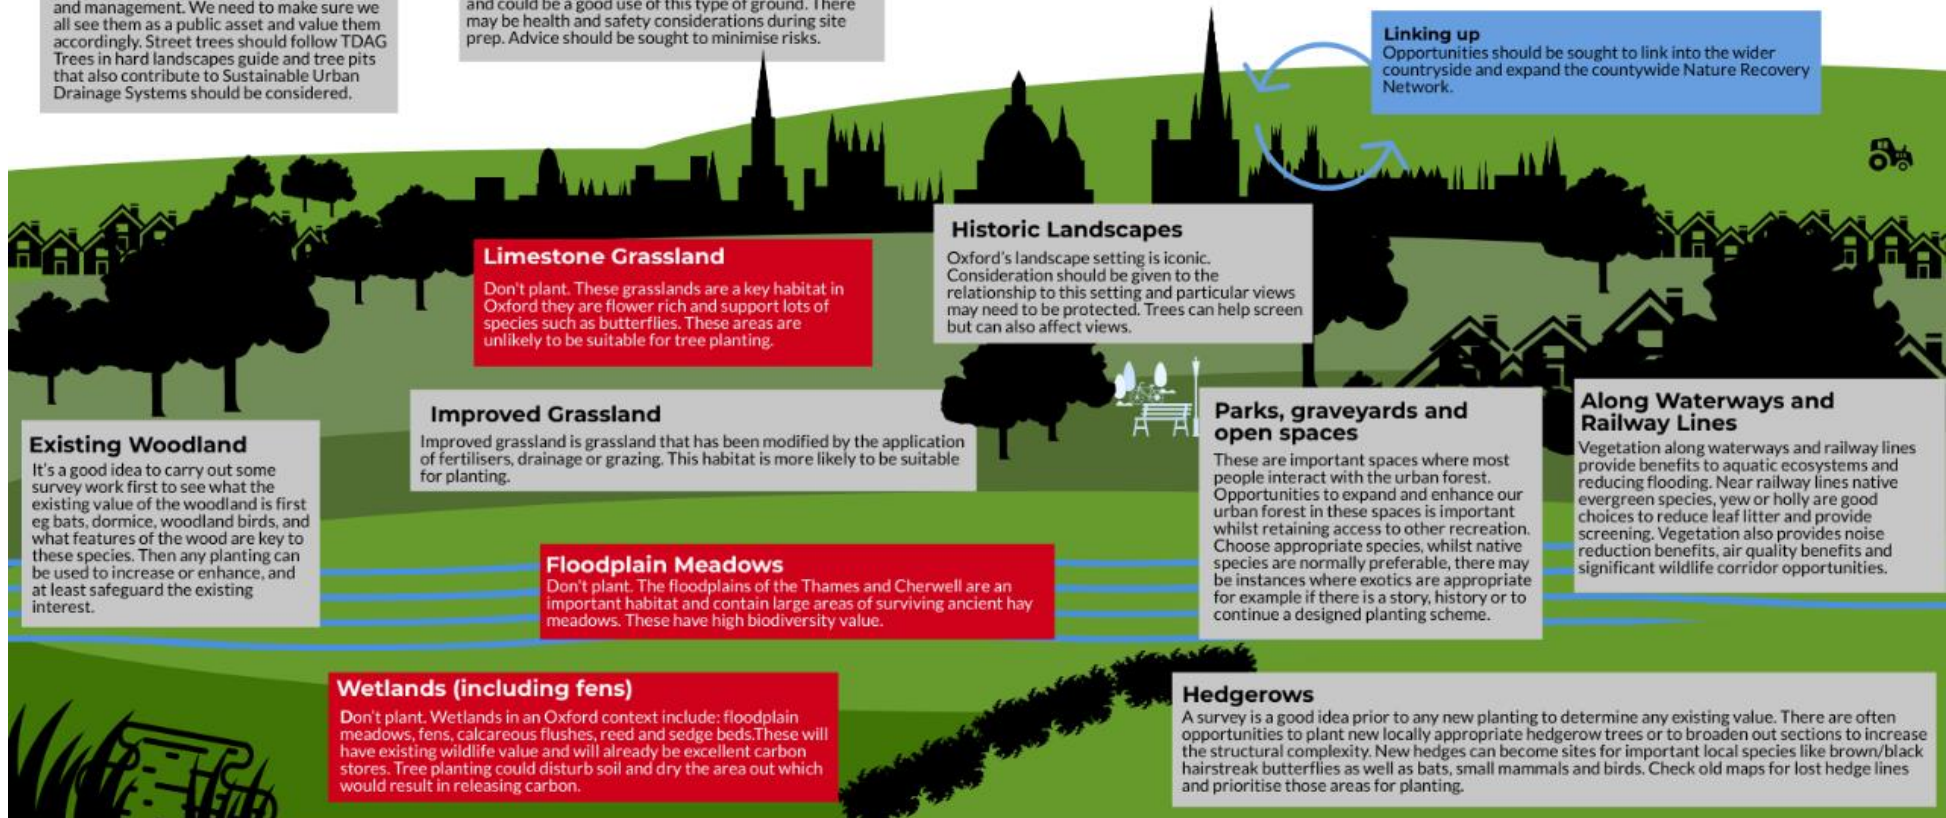 and management. We need to make sure we
all see them as a public asset and value them
accordingly. Street trees should follow TDAG
Trees in hard landscapes guide and tree pits
that also contribute to Sustainable Urban
Drainage Systems should be considered.
and could be a good use of this type of ground. There
may be health and safety considerations during site
prep. Advice should be sought to minimise risks.
Linking up
Opportunities should be sought to link into the wider
countryside and expand the countywide Nature Recovery
Network.
Limestone Grassland
Don't plant. These grasslands are a key habitat in
Oxford they are flower rich and support lots of
species such as butterflies. These areas are
unlikely to be suitable for tree planting.
Historic Landscapes
Oxford's landscape setting is iconic.
Consideration should be given to the
relationship to this setting and particular views
may need to be protected. Trees can help screen
but can also affect views.
Existing Woodland
It's a good idea to carry out some
survey work first to see what the
existing value of the woodland is first
eg bats, dormice, woodland birds, and
what features of the wood are key to
these species. Then any planting can
be used to increase or enhance, and
at least safeguard the existing
interest.
Improved Grassland
Improved grassland is grassland that has been modified by the application
of fertilisers, drainage or grazing. This habitat is more likely to be suitable
for planting.
Parks, graveyards and
open spaces
These are important spaces where most
people interact with the urban forest.
Opportunities to expand and enhance our
urban forest in these spaces is important
whilst retaining access to other recreation.
Choose appropriate species, whilst native
species are normally preferable, there may
be instances where exotics are appropriate
for example if there is a story, history or to
continue a designed planting scheme.
Along Waterways and
Railway Lines
Vegetation along waterways and railway lines
provide benefits to aquatic ecosystems and
reducing flooding. Near railway lines native
evergreen species, yew or holly are good
choices to reduce leaf litter and provide
screening. Vegetation also provides noise
reduction benefits, air quality benefits and
significant wildlife corridor opportunities.
Floodplain Meadows
Don't plant. The floodplains of the Thames and Cherwell are an
important habitat and contain large areas of surviving ancient hay
meadows. These have high biodiversity value.
Wetlands (including fens)
Don't plant. Wetlands in an Oxford context include: floodplain
meadows, fens, calcareous flushes, reed and sedge beds.These will
have existing wildlife value and will already be excellent carbon
stores. Tree planting could disturb soil and dry the area out which
would result in releasing carbon.
Hedgerows
A survey is a good idea prior to any new planting to determine any existing value. There are often
opportunities to plant new locally appropriate hedgerow trees or to broaden out sections to increase
the structural complexity. New hedges can become sites for important local species like brown/black
hairstreak butterflies as well as bats, small mammals and birds. Check old maps for lost hedge lines
and prioritise those areas for planting.